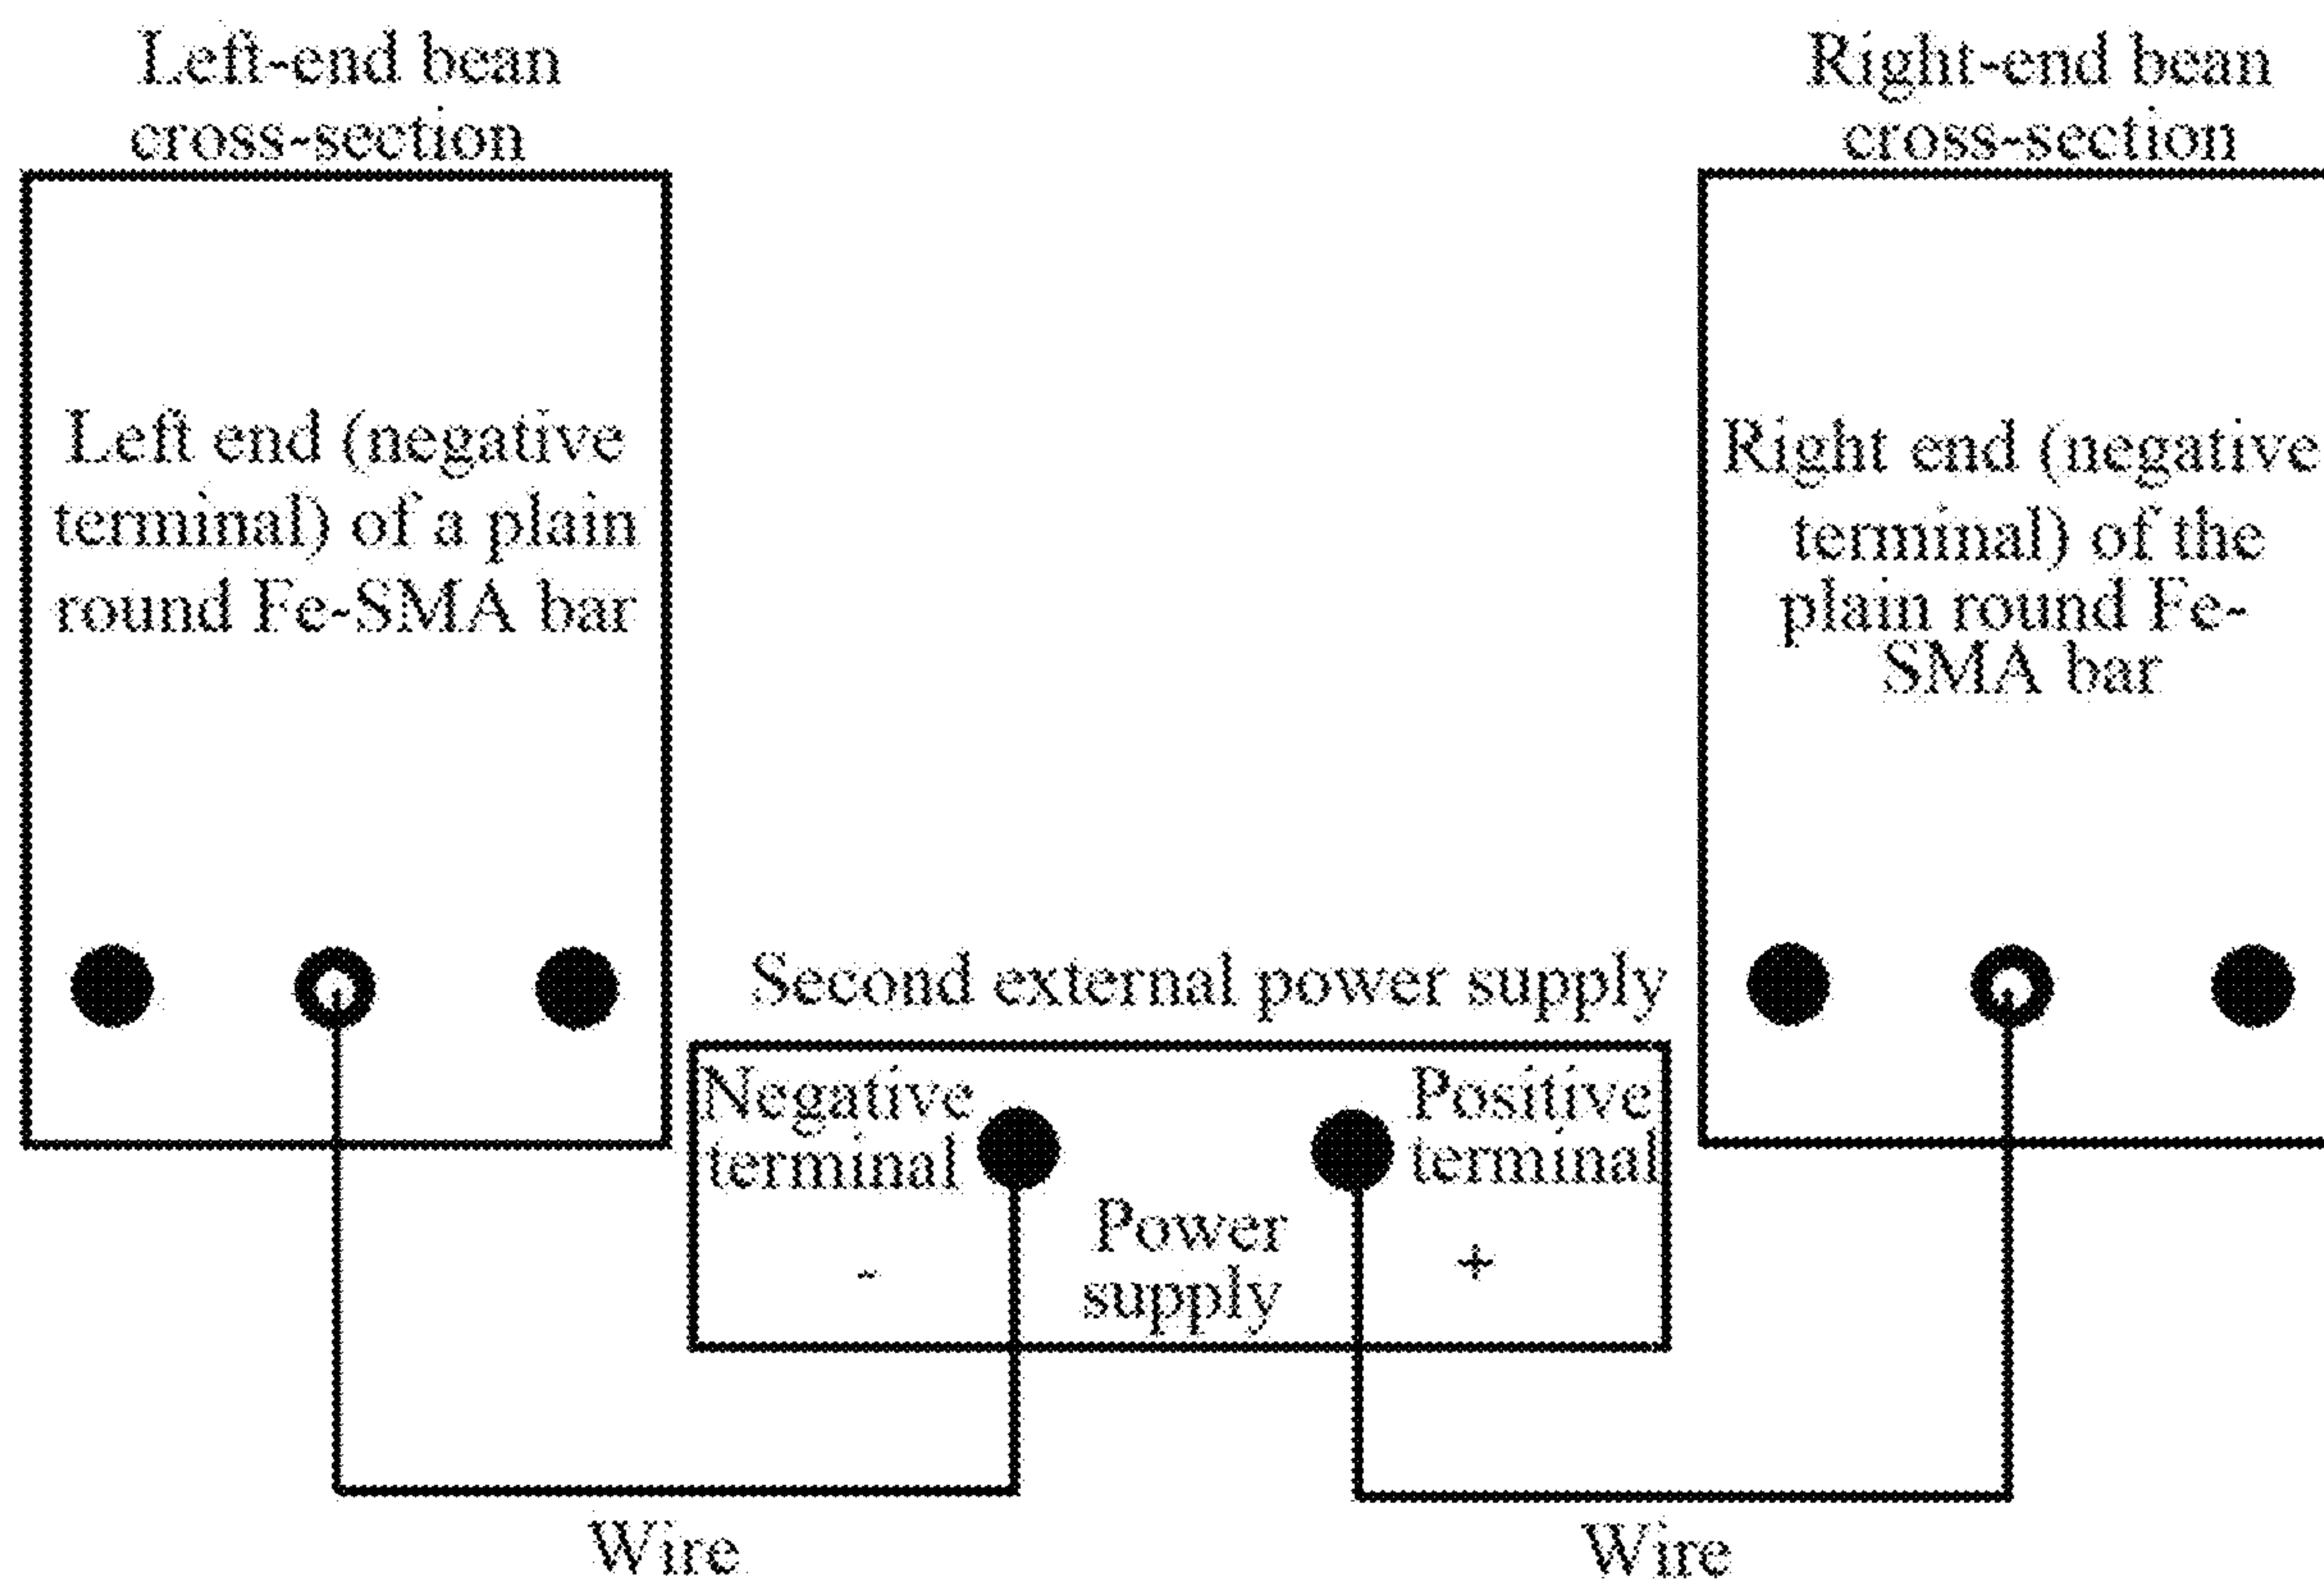 Left-end bean
cross-section
Left end (negative
terminal) of a plain
round Fe-SMA bar
Right-end bean
cross-section
Right end (negative
terminal) of the
plain round Fe-
SMA bar
Second external power supply
Negative
terminal
-
Power
supply
Positive
terminal
+
Wire
Wire